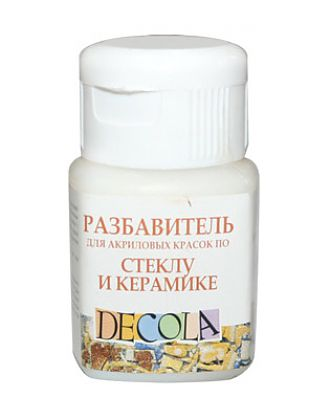 РАЗБАВИТЕЛЬ
ДЛЯ АКРИЛОВЫХ КРАСОК ПО
СТЕКЛУ
И КЕРАМИКЕ
DECOLA